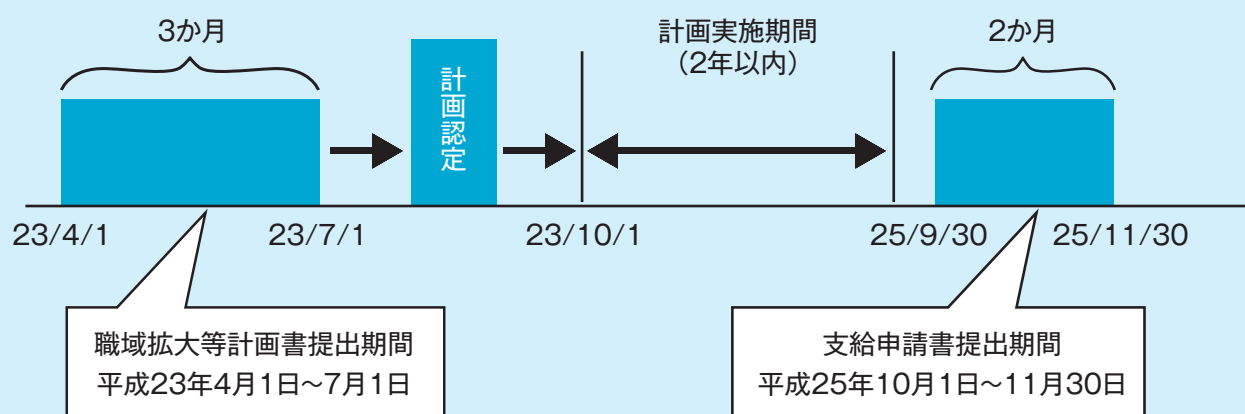 3か月
計画認定
計画実施期間
（2年以内）
2か月
23/4/1
23/7/1
23/10/1
25/9/30
25/11/30
職域拡大等計画書提出期間
平成23年4月1日～7月1日
支給申請書提出期間
平成25年10月1日～11月30日